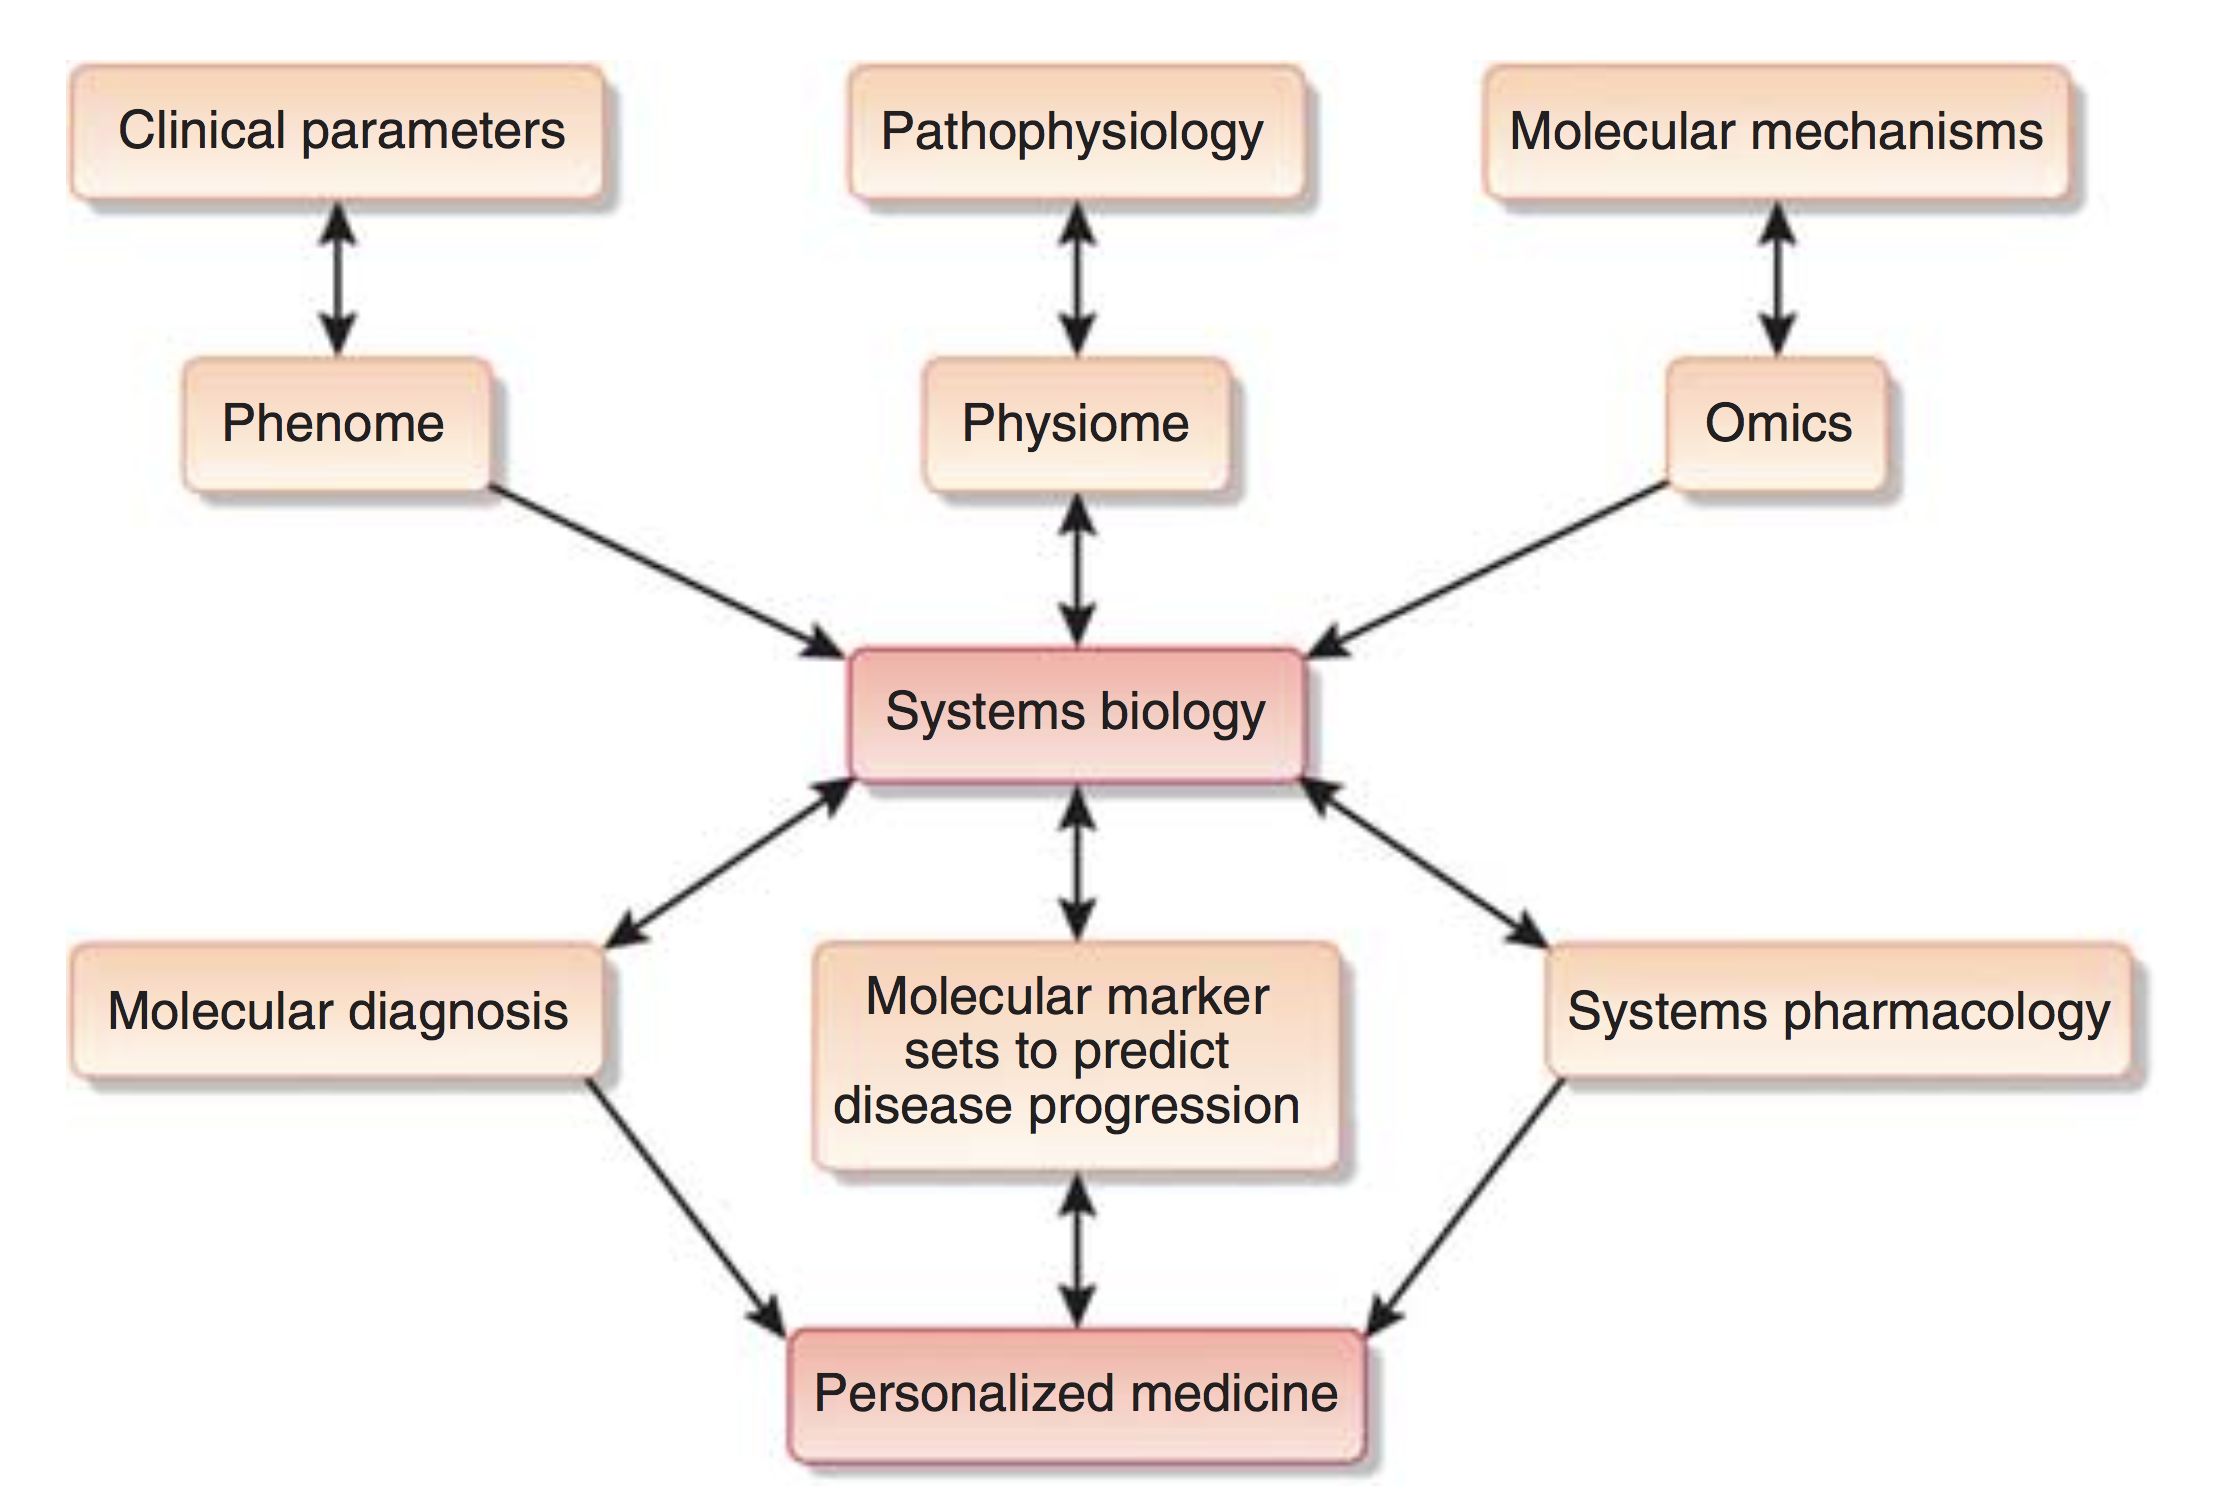 Clinical parameters
Pathophysiology
Molecular mechanisms
Phenome
Physiome
Omics
Systems biology
Molecular diagnosis
Molecular marker
sets to predict
disease progression
Systems pharmacology
Personalized medicine